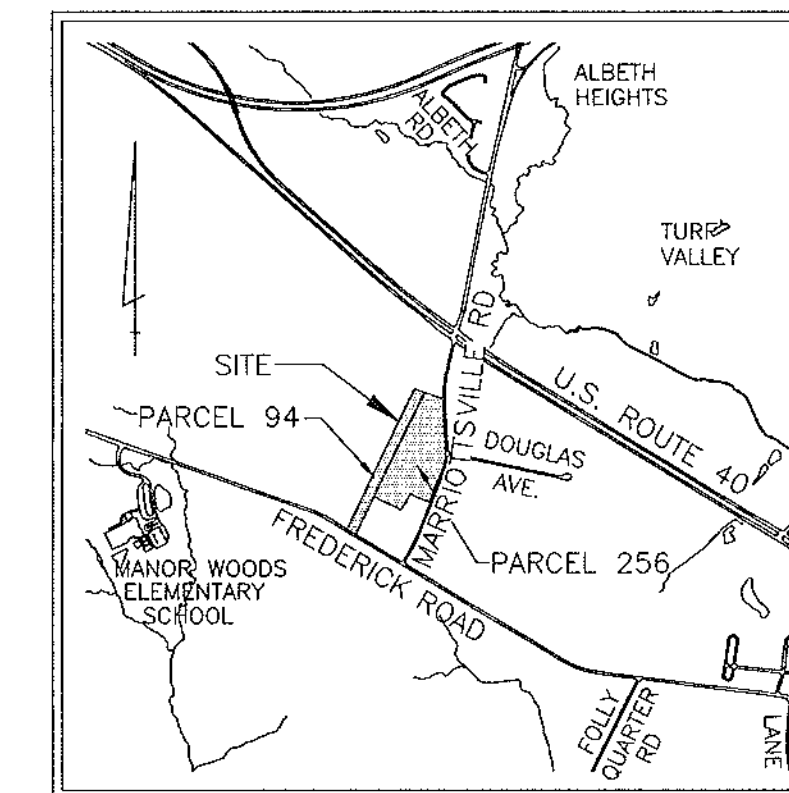 ALBETH
HEIGHTS
ALBETH
RD
TURF
VALLEY
SITE
PARCEL 94
MARRIOTTSVILLE RD
U.S. ROUTE 40
DOUGLAS
AVE.
FREDERICK ROAD
PARCEL 256
MANOR WOODS
ELEMENTARY
SCHOOL
FOLLY
QUARTER
RD
LANE